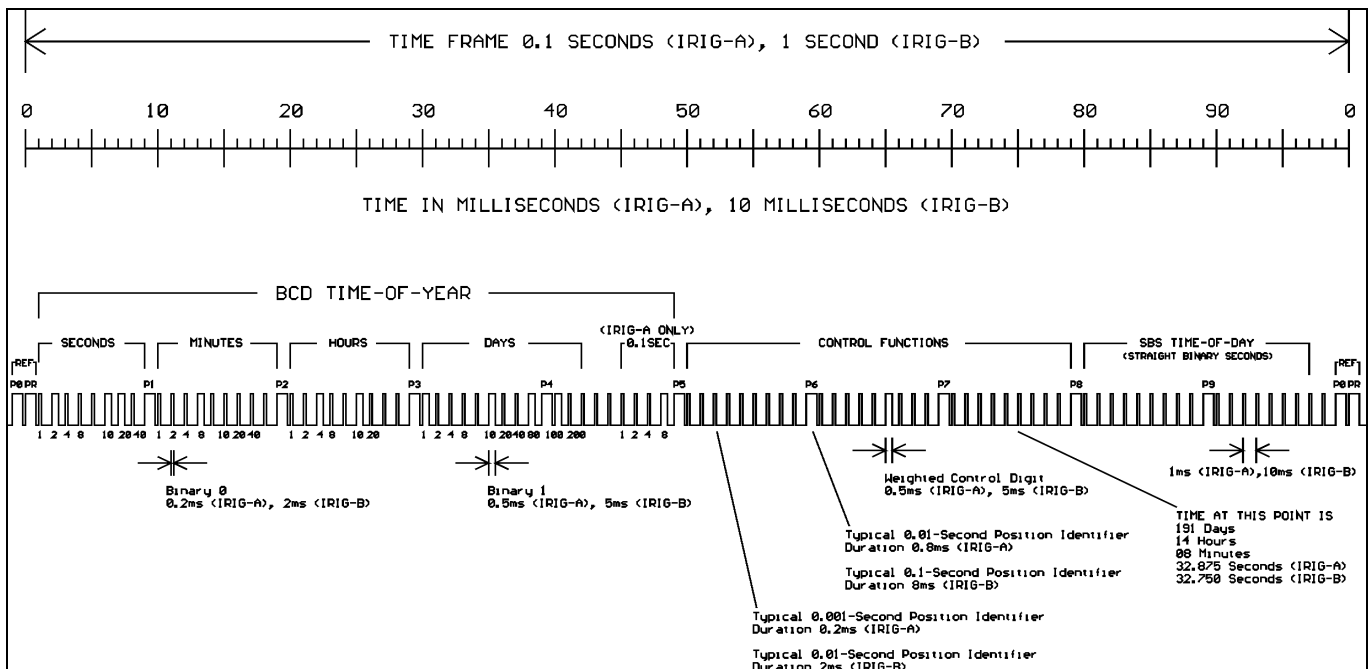 TIME FRAME 0.1 SECONDS (IRIG-A), 1 SECOND (IRIG-B)
0 10 20 30 40 50 60 70 80 90 0
TIME IN MILLISECONDS (IRIG-A), 10 MILLISECONDS (IRIG-B)
BCD TIME-OF-YEAR
(IRIG-A ONLY)
SECONDS MINUTES HOURS DAYS 0.1SEC CONTROL FUNCTIONS SBS TIME-OF-DAY
(STRAIGHT BINARY SECONDS)
REF REF
P0 PR P1 P2 P3 P4 P5 P6 P7 P8 P9 P0 PR
1 2 4 8 10 20 40 1 2 4 8 10 20 40 1 2 4 8 10 20 1 2 4 8 10 20 40 80 100 200 1 2 4 8
Binary 0
0.2ms (IRIG-A), 2ms (IRIG-B)
Binary 1
0.5ms (IRIG-A), 5ms (IRIG-B)
Weighted Control Digit
0.5ms (IRIG-A), 5ms (IRIG-B)
1ms (IRIG-A),10ms (IRIG-B)
TIME AT THIS POINT IS
191 Days
14 Hours
08 Minutes
32.875 Seconds (IRIG-A)
32.750 Seconds (IRIG-B)
Typical 0.01-Second Position Identifier
Duration 0.8ms (IRIG-A)
Typical 0.1-Second Position Identifier
Duration 8ms (IRIG-B)
Typical 0.001-Second Position Identifier
Duration 0.2ms (IRIG-A)
Typical 0.01-Second Position Identifier
Duration 2ms (IRIG-B)